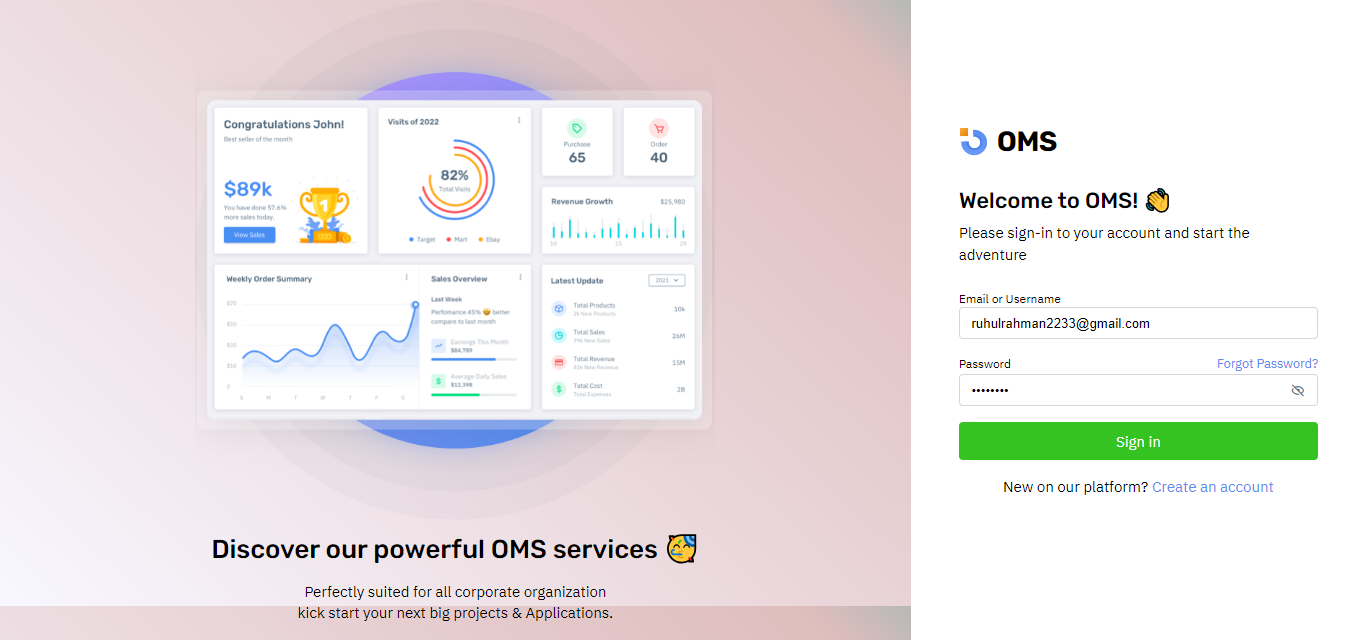 Congratulations John!
Best seller of the month
$89k
You have done 57.6%
more sales today.
View Sales
Visits of 2022
82%
Total Visits
Target Mart Ebay
Purchase
65
Order
40
Revenue Growth $25,980
10 15 20
Weekly Order Summary
$70
$50
$30
$10
0
S M T W T F S
Sales Overview
Last Week
Perfomance 45% 🤩 better
compare to last month
Earnings This Month
$84,789
Average Daily Sales
$12,398
Latest Update 2021
Total Products 10k
2k New Products
Total Sales 26M
39k New Sales
Total Revenue 15M
43k New Revenue
Total Cost 2B
Total Expenses
Discover our powerful OMS services 🥳
Perfectly suited for all corporate organization
kick start your next big projects & Applications.
OMS
Welcome to OMS! 👋
Please sign-in to your account and start the
adventure
Email or Username
ruhulrahman2233@gmail.com
Password Forgot Password?
••••••••
Sign in
New on our platform? Create an account